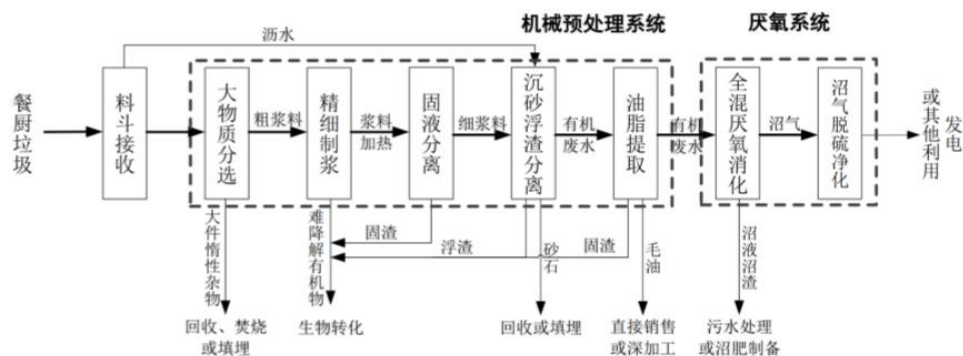 机械预处理系统
厌氧系统
沥水
餐厨垃圾
料斗接收
大物质分选
粗浆料
精细制浆
浆料
加热
固液分离
细浆料
沉砂浮渣分离
有机
废水
油脂提取
有机
废水
全混厌氧消化
沼气
沼气脱硫净化
发电
或其他利用
大件惰性杂物
难降解有机物
固渣
浮渣
砂石
固渣
毛油
沼液沼渣
回收、焚烧
或填埋
生物转化
回收或填埋
直接销售
或深加工
污水处理
或沼肥制备